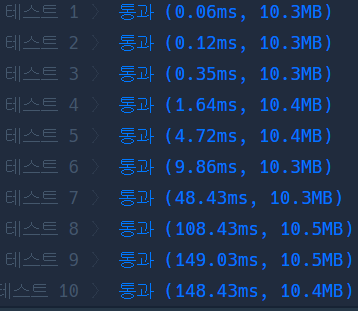 테스트 1 > 통과 (0.06ms, 10.3MB)
테스트 2 > 통과 (0.12ms, 10.3MB)
테스트 3 > 통과 (0.35ms, 10.3MB)
테스트 4 > 통과 (1.64ms, 10.4MB)
테스트 5 > 통과 (4.72ms, 10.4MB)
테스트 6 > 통과 (9.86ms, 10.3MB)
테스트 7 > 통과 (48.43ms, 10.3MB)
테스트 8 > 통과 (108.43ms, 10.5MB)
테스트 9 > 통과 (149.03ms, 10.5MB)
테스트 10 > 통과 (148.43ms, 10.4MB)